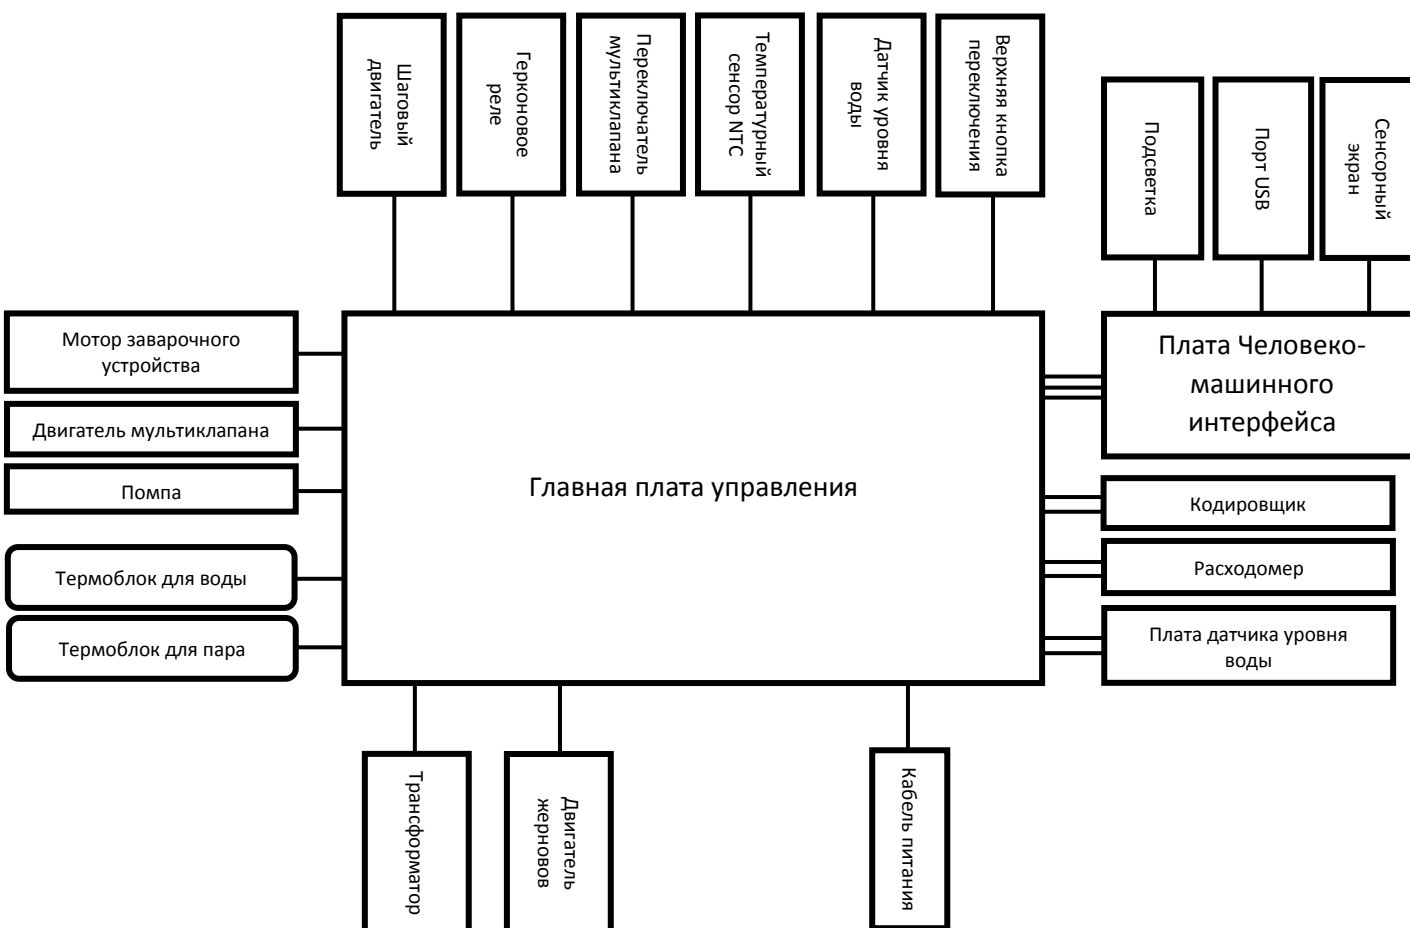 Шаговый
двигатель
Герконовое
реле
Переключатель
мультиклапана
Температурный
сенсор NTC
Датчик уровня
воды
Верхняя кнопка
переключения
Подсветка
Порт USB
Сенсорный
экран
Мотор заварочного
устройства
Двигатель мультиклапана
Помпа
Термоблок для воды
Термоблок для пара
Главная плата управления
Плата Человеко-
машинного
интерфейса
Кодировщик
Расходомер
Плата датчика уровня
воды
Трансформатор
Двигатель
жерновов
Кабель питания